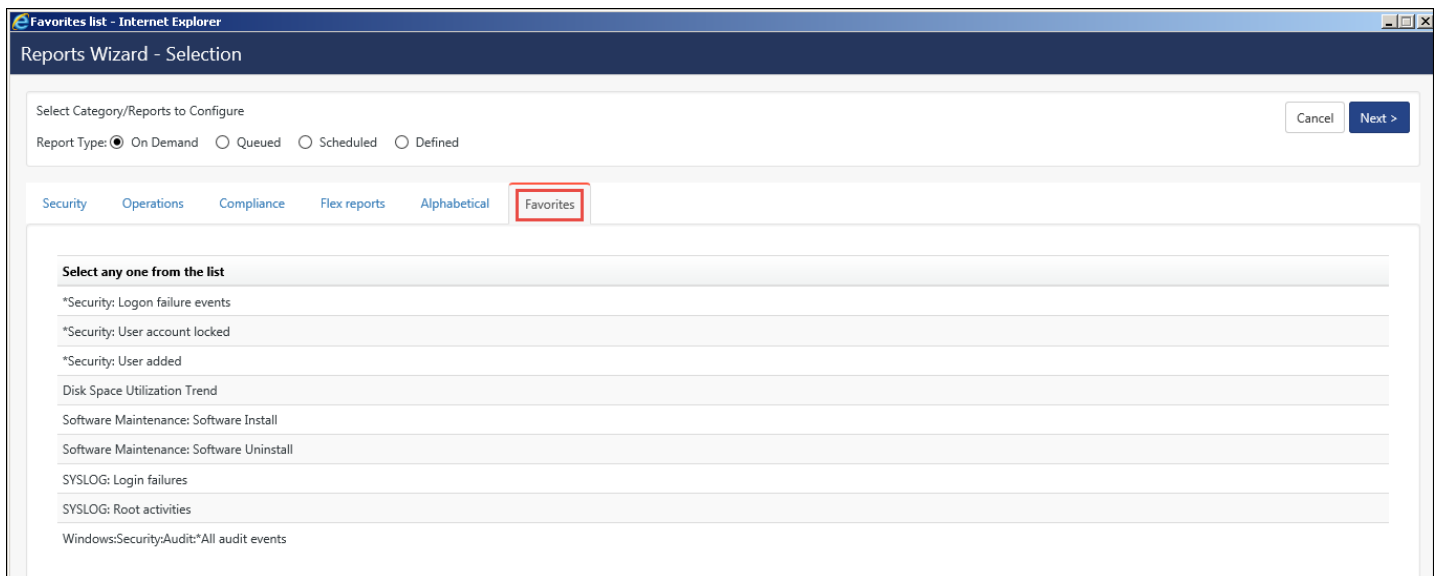 Favorites list - Internet Explorer
Reports Wizard - Selection
Select Category/Reports to Configure
Cancel Next >
Report Type: On Demand Queued Scheduled Defined
Security Operations Compliance Flex reports Alphabetical Favorites
Select any one from the list
*Security: Logon failure events
*Security: User account locked
*Security: User added
Disk Space Utilization Trend
Software Maintenance: Software Install
Software Maintenance: Software Uninstall
SYSLOG: Login failures
SYSLOG: Root activities
Windows:Security:Audit:*All audit events